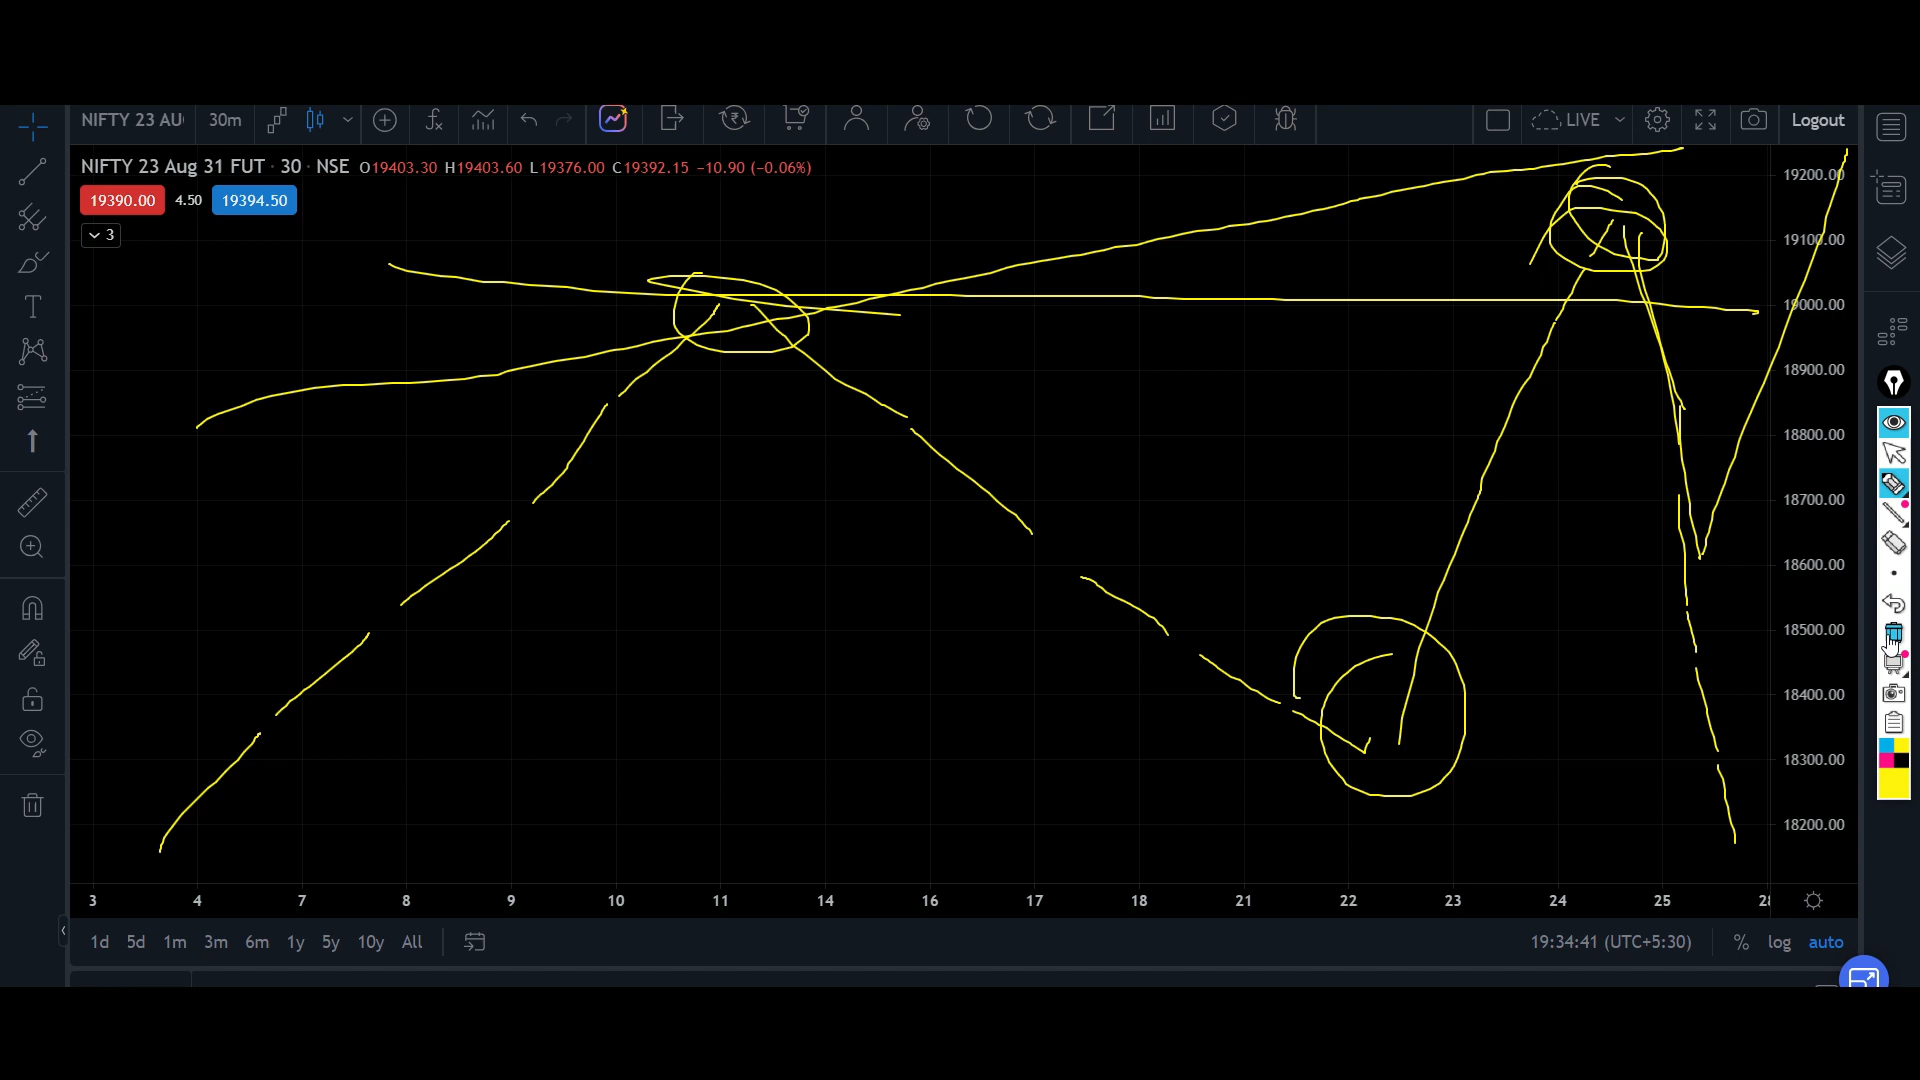 NIFTY 23 AU 30m LIVE Logout
NIFTY 23 Aug 31 FUT · 30 · NSE O19403.30 H19403.60 L19376.00 C19392.15 −10.90 (−0.06%)
19390.00 4.50 19394.50
3
19200.00
19100.00
19000.00
18900.00
18800.00
18700.00
18600.00
18500.00
18400.00
18300.00
18200.00
3 4 7 8 9 10 11 14 16 17 18 21 22 23 24 25 28
1d 5d 1m 3m 6m 1y 5y 10y All 19:34:41 (UTC+5:30) % log auto